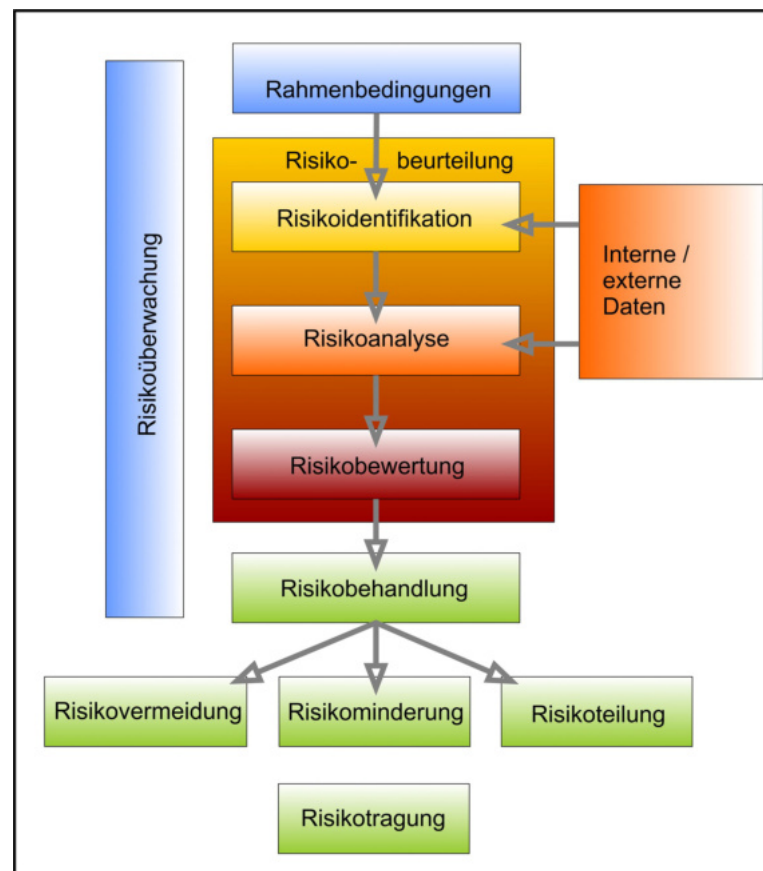 Rahmenbedingungen
Risiko- beurteilung
Risikoidentifikation
Interne /
externe
Daten
Risikoanalyse
Risikoüberwachung
Risikobewertung
Risikobehandlung
Risikovermeidung
Risikominderung
Risikoteilung
Risikotragung